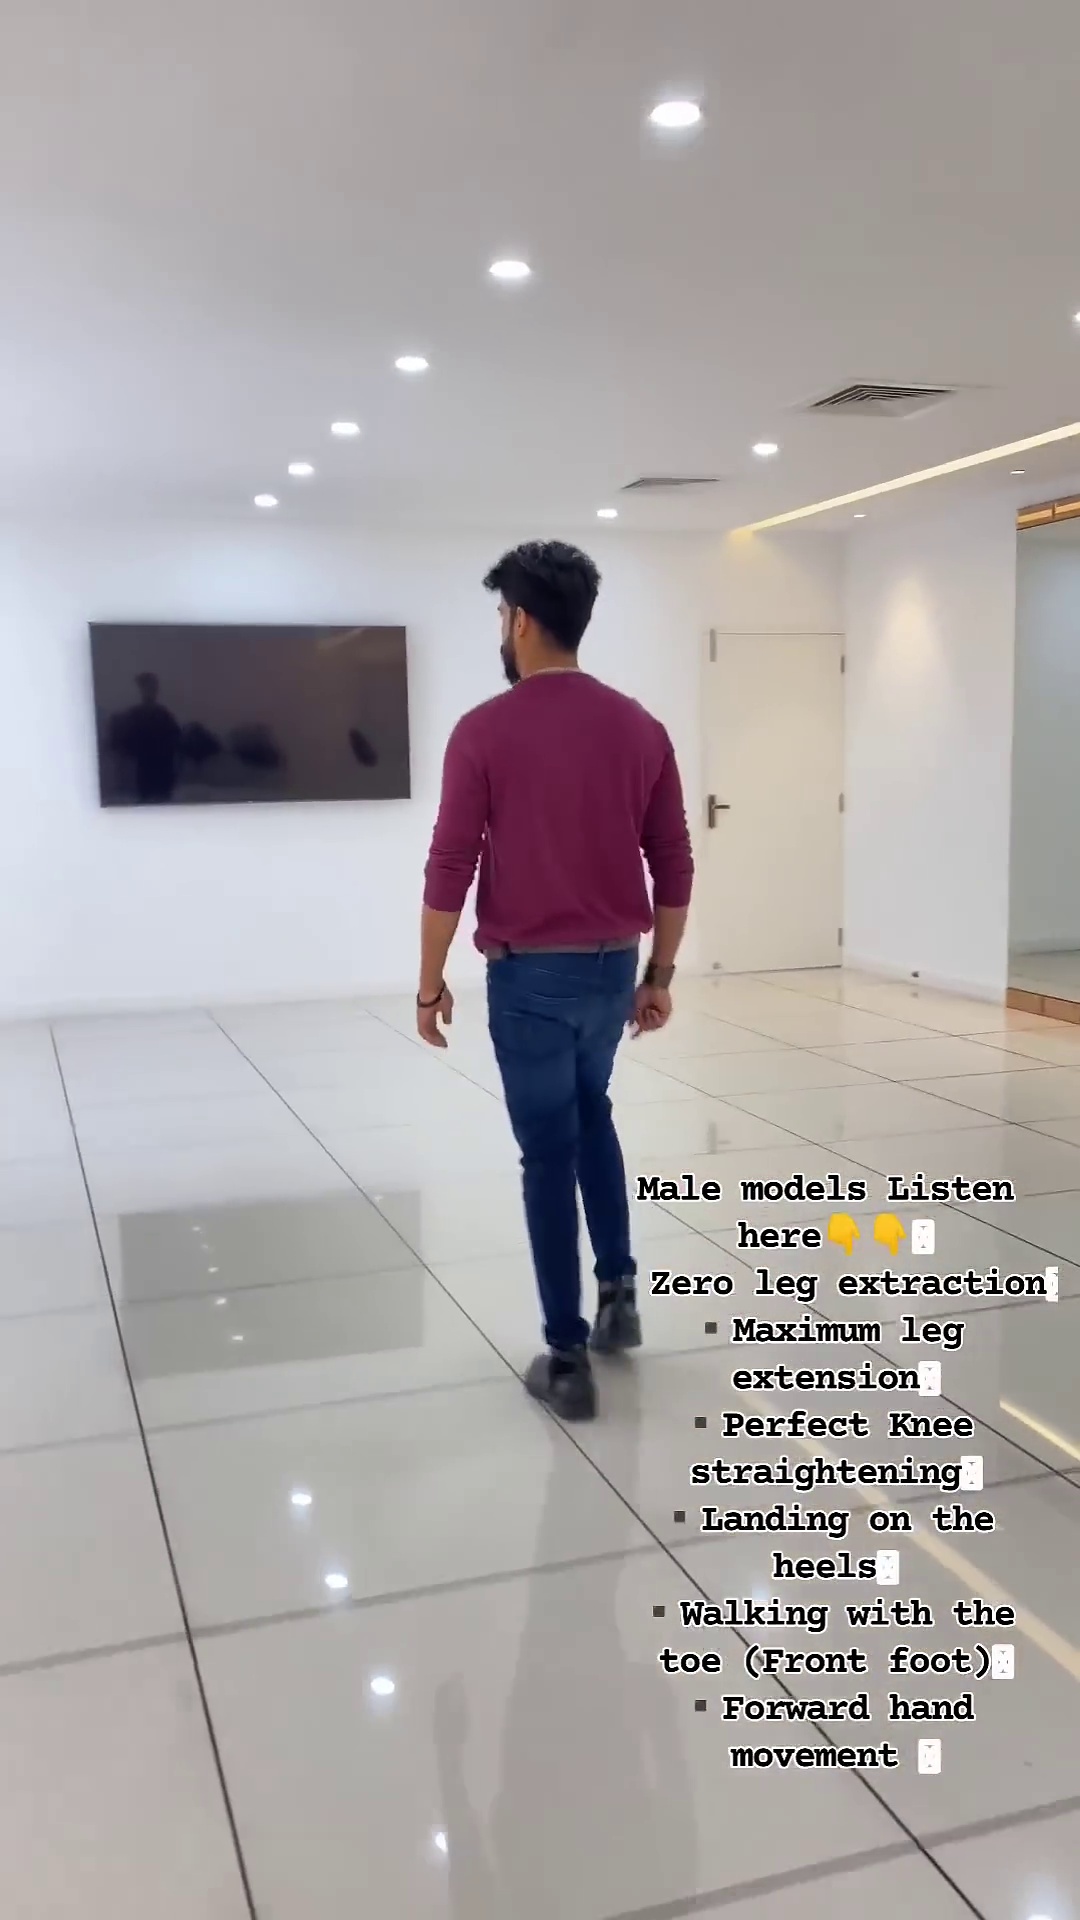 Male models Listen
here👇👇
Zero leg extraction
▪Maximum leg
extension
▪Perfect Knee
straightening
▪Landing on the
heels
▪Walking with the
toe (Front foot)
▪Forward hand
movement